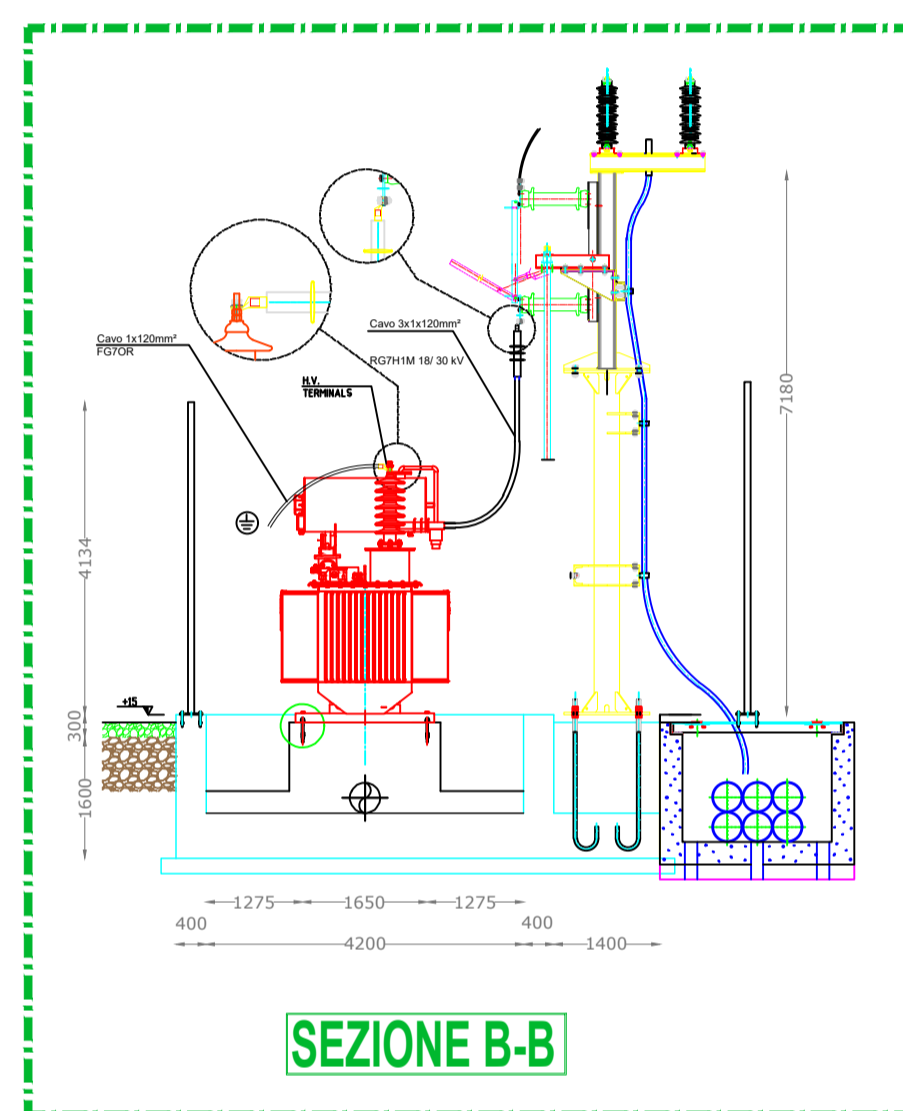 Cavo 1x120mm²
FG7OR
Cavo 3x1x120mm²
RG7H1M 18/ 30 kV
H.V.
TERMINALS
7180
4134
+15
300
1600
1275
1650
1275
400
4200
400
1400
SEZIONE B-B